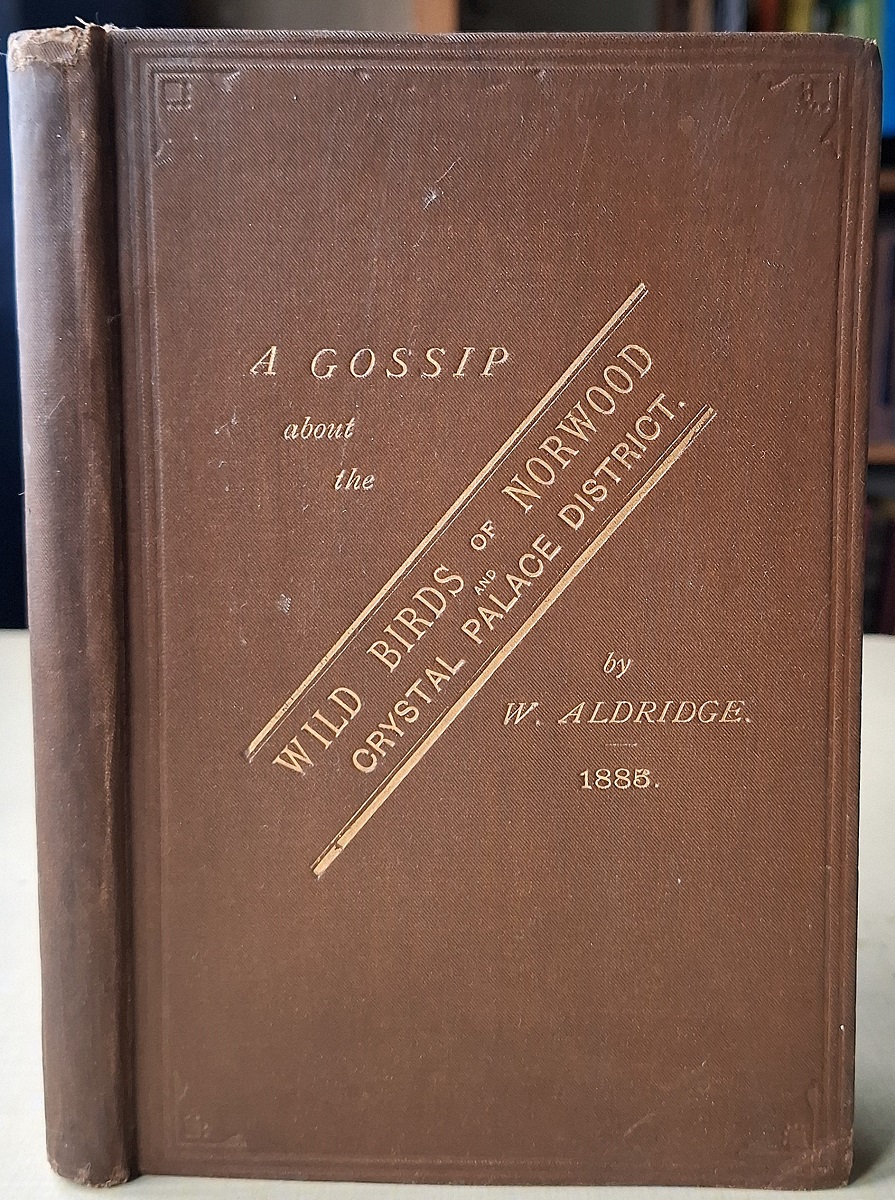 A GOSSIP
about
the
WILD BIRDS OF NORWOOD
AND
CRYSTAL PALACE DISTRICT.
by
W. ALDRIDGE.
1885.